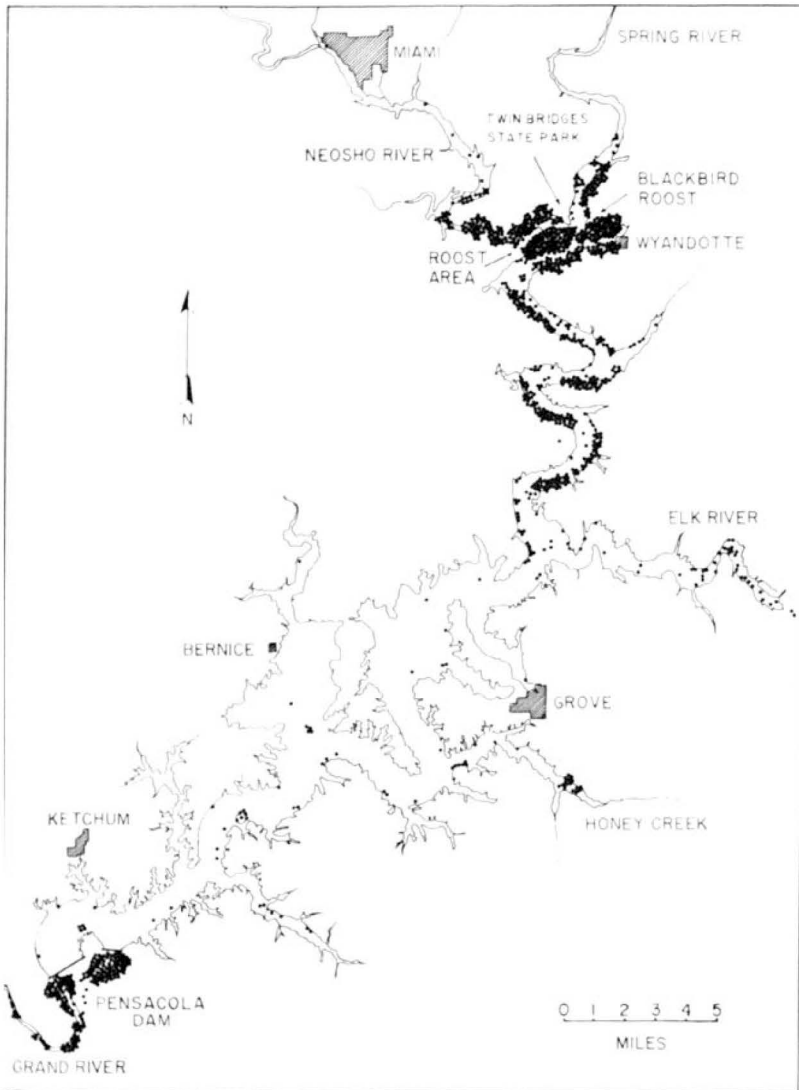 SPRING RIVER
MIAMI
TWIN BRIDGES
STATE PARK
NEOSHO RIVER
BLACKBIRD
ROOST
WYANDOTTE
ROOST
AREA
N
ELK RIVER
BERNICE
GROVE
KETCHUM
HONEY CREEK
PENSACOLA
DAM
0 1 2 3 4 5
MILES
GRAND RIVER